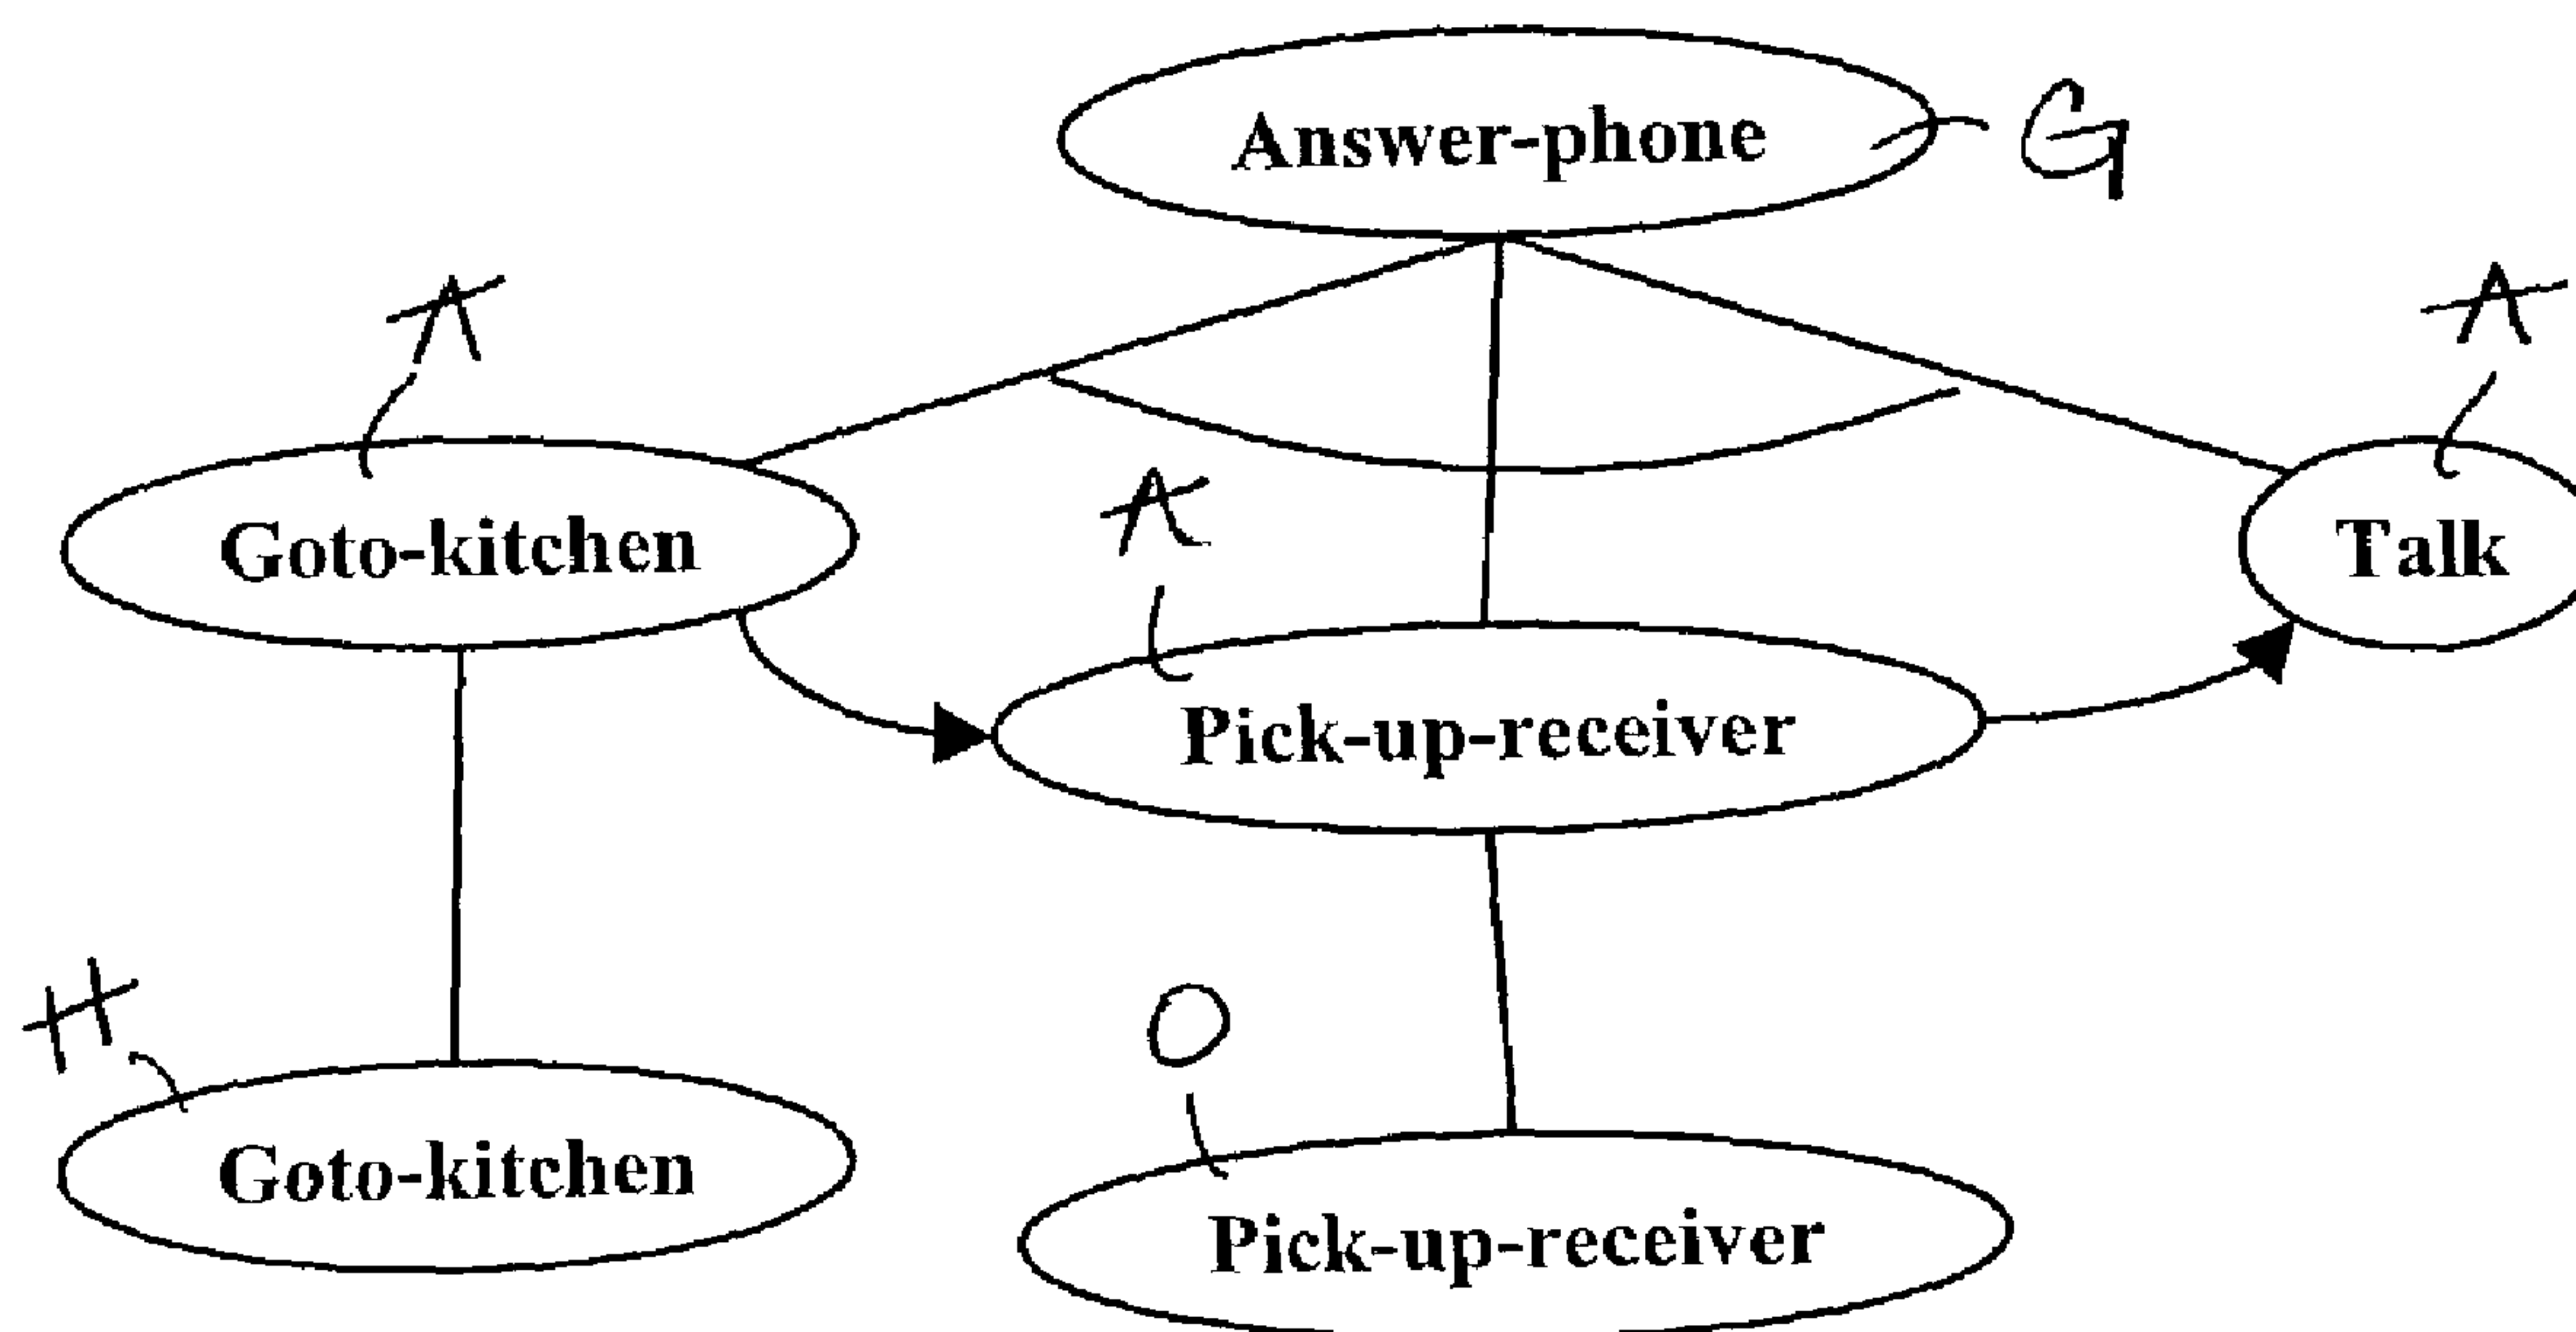 Answer-phone
G
A
A
Goto-kitchen
A
Talk
Pick-up-receiver
H
O
Goto-kitchen
Pick-up-receiver